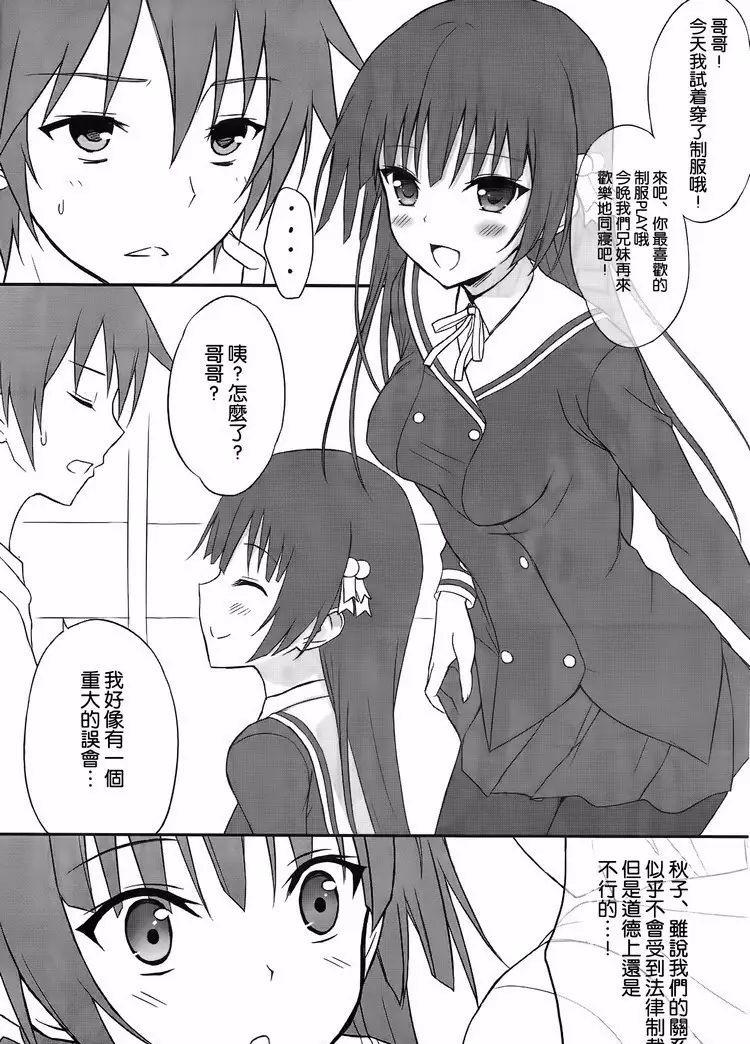 哥哥！
今天我試着穿了制服哦！
來吧、你最喜歡的
制服PLAY哦
今晚我們兄妹再來
歡樂地同寢吧！
‥‥
咦？怎麼了？
哥哥？
我好像有一個
重大的誤會…
秋子、雖說我們的關系
似乎不會受到法律制裁
但是道德上還是
不行的…！